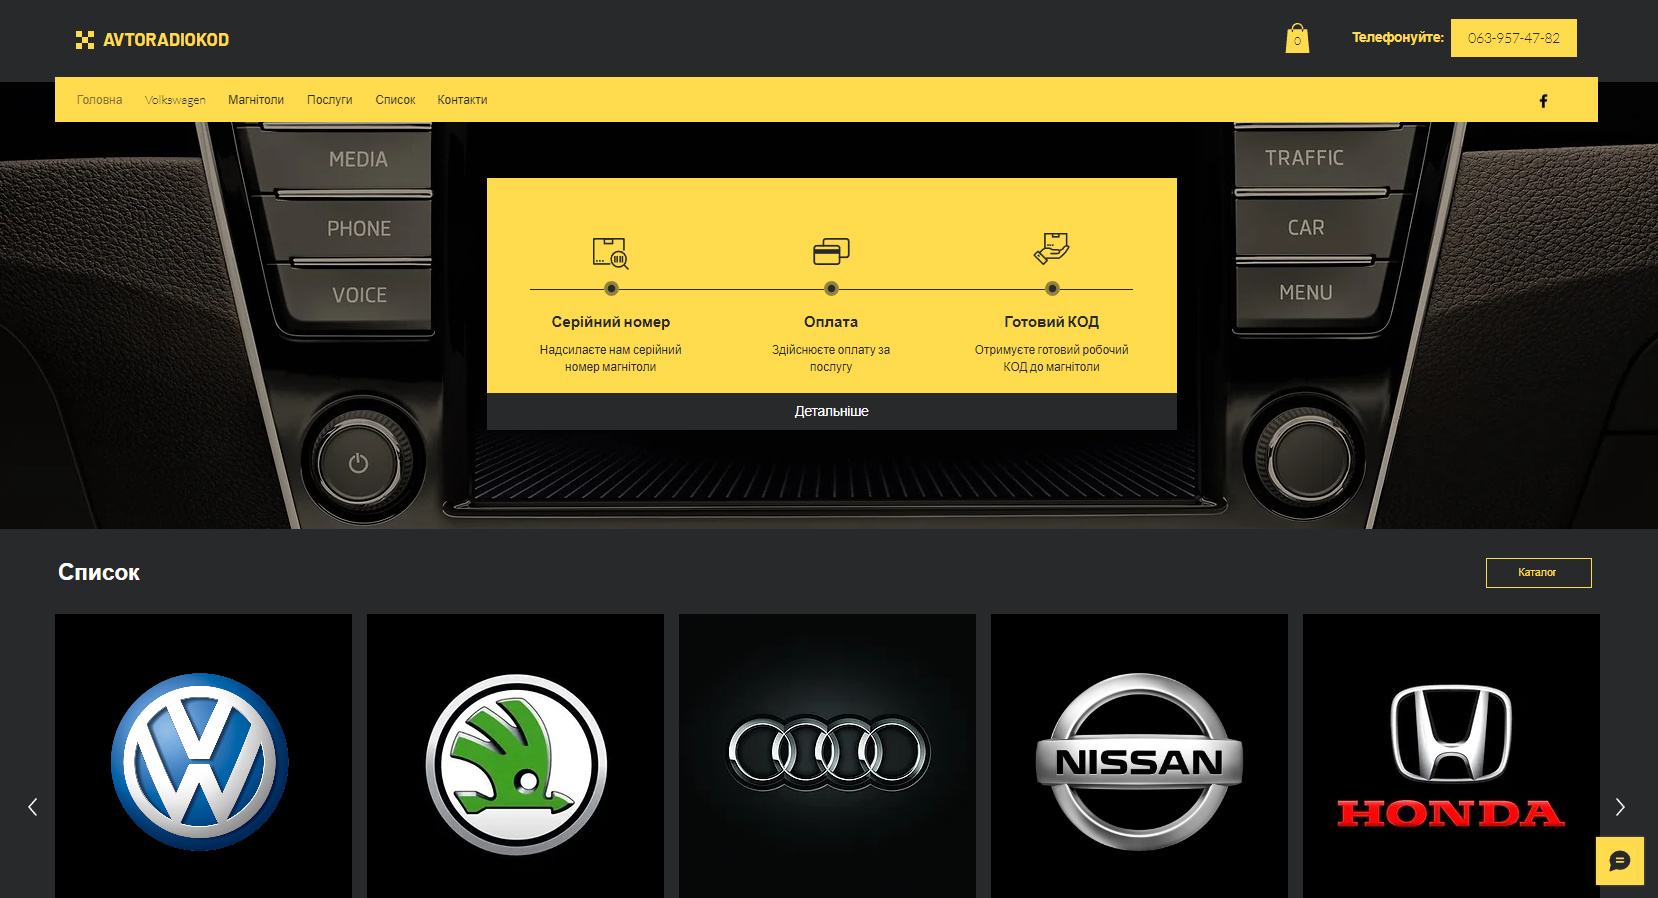 AVTORADIOKOD
0
Телефонуйте:
063-957-47-82
Головна
Volkswagen
Магнітоли
Послуги
Список
Контакти
MEDIA
PHONE
VOICE
TRAFFIC
CAR
MENU
Серійний номер
Надсилаєте нам серійний
номер магнітоли
Оплата
Здійснюєте оплату за
послугу
Готовий КОД
Отримуєте готовий робочий
КОД до магнітоли
Детальніше
Список
Каталог
NISSAN
HONDA